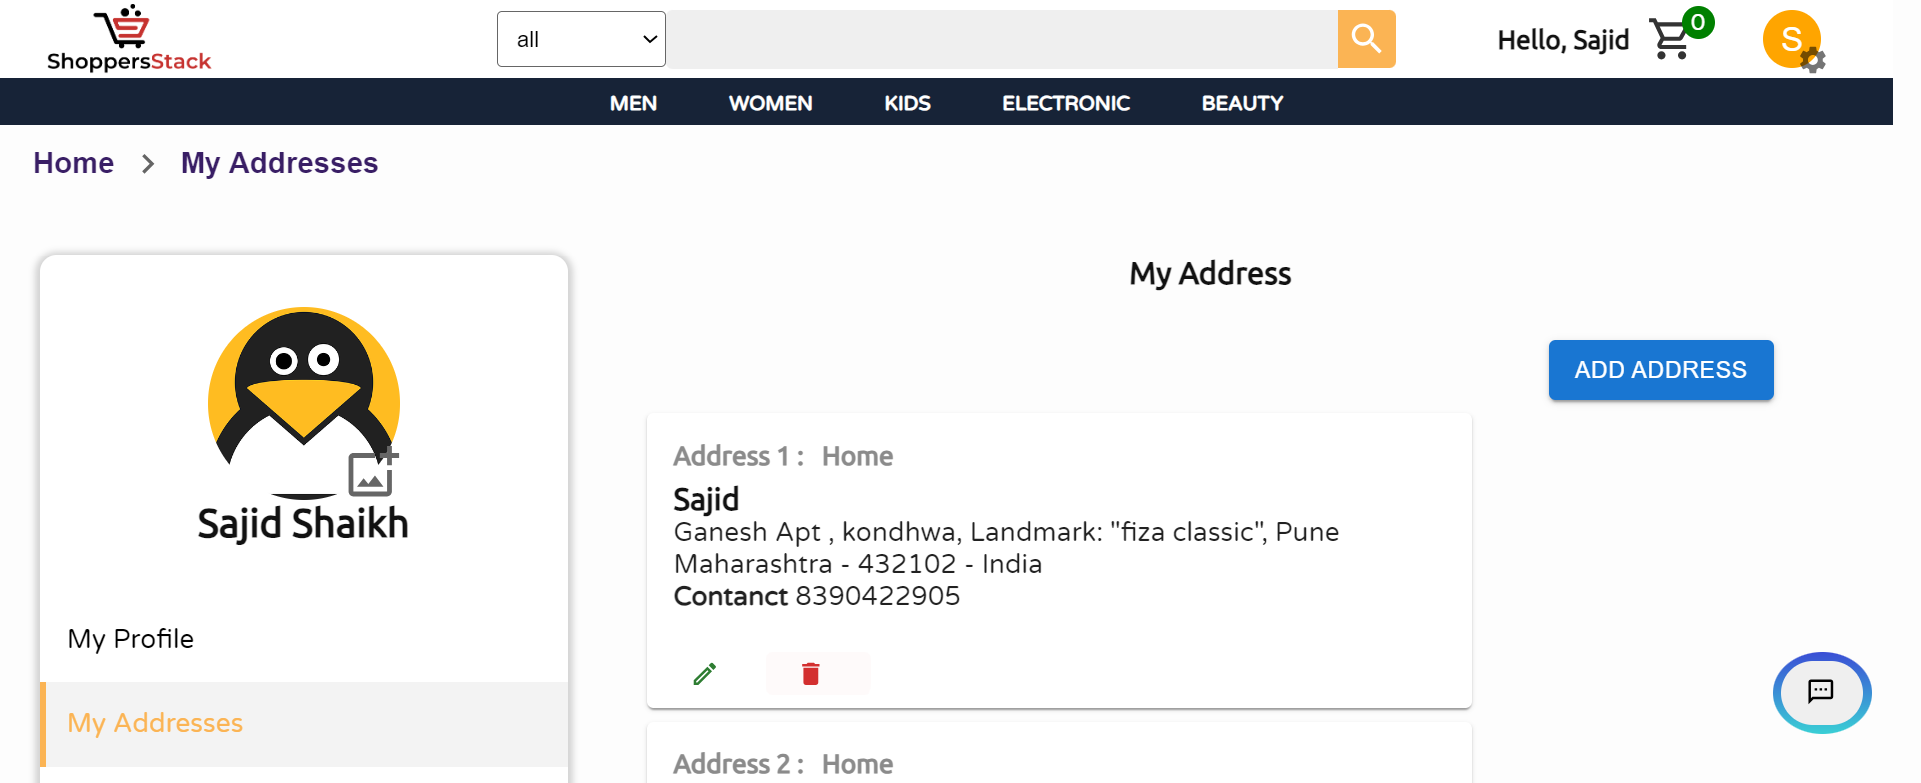 ShoppersStack
all
Hello, Sajid
0
S
MEN WOMEN KIDS ELECTRONIC BEAUTY
Home > My Addresses
My Address
ADD ADDRESS
Sajid Shaikh
My Profile
My Addresses
Address 1 : Home
Sajid
Ganesh Apt , kondhwa, Landmark: "fiza classic", Pune
Maharashtra - 432102 - India
Contanct 8390422905
Address 2 : Home